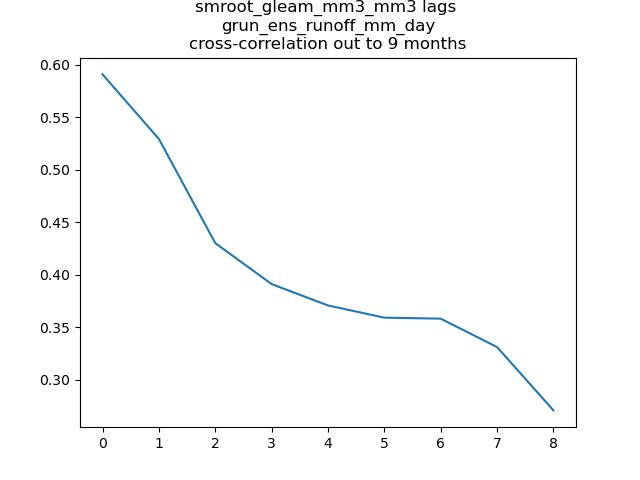 smroot_gleam_mm3_mm3 lags
grun_ens_runoff_mm_day
cross-correlation out to 9 months
0.60
0.55
0.50
0.45
0.40
0.35
0.30
0 1 2 3 4 5 6 7 8